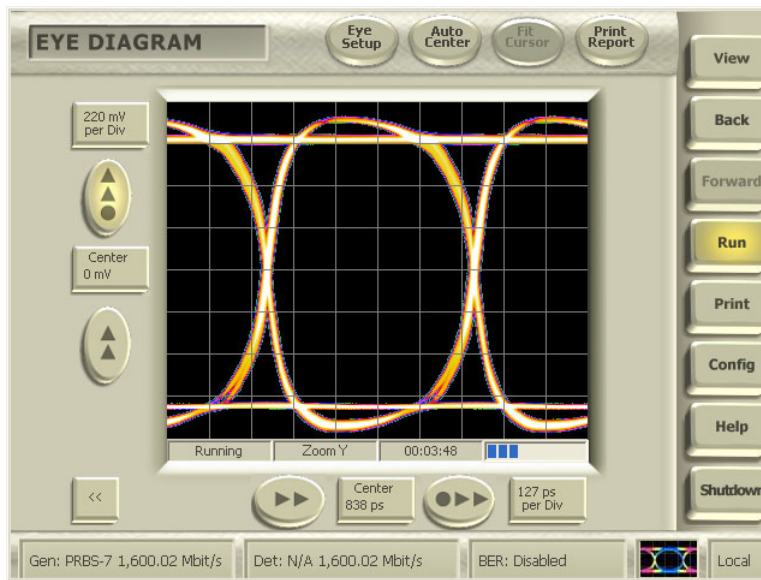 EYE DIAGRAM
Eye
Setup
Auto
Center
Fit
Cursor
Print
Report
View
220 mV
per Div
Back
Forward
Run
Center
0 mV
Print
Config
Help
Running
Zoom Y
00:03:48
<<
Center
838 ps
127 ps
per Div
Shutdown
Gen: PRBS-7 1,600.02 Mbit/s
Det: N/A 1,600.02 Mbit/s
BER: Disabled
Local